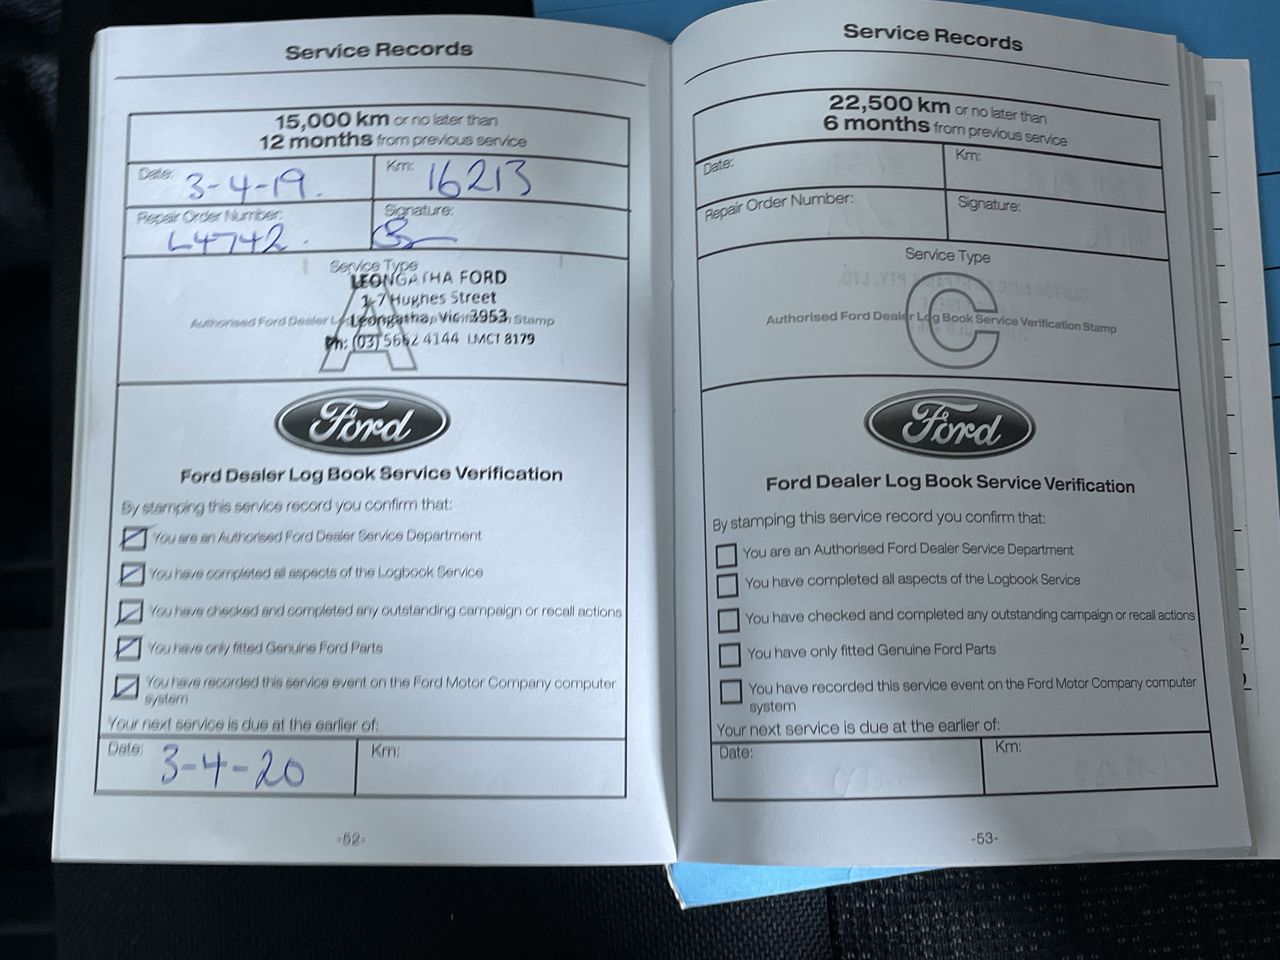 Service Records
15,000 km or no later than
12 months from previous service
Date: 3-4-19.
Km: 16213
Repair Order Number: L4742.
Signature:
Service Type
A
LEONGATHA FORD
1-7 Hughes Street
Leongatha, Vic 3953
Authorised Ford Dealer Log Book Service Verification Stamp
Ph: (03) 5662 4144 LMCT 8179
Ford
Ford Dealer Log Book Service Verification
By stamping this service record you confirm that:
You are an Authorised Ford Dealer Service Department
You have completed all aspects of the Logbook Service
You have checked and completed any outstanding campaign or recall actions
You have only fitted Genuine Ford Parts
You have recorded this service event on the Ford Motor Company computer
system
Your next service is due at the earlier of:
Date: 3-4-20
Km:
-52-
Service Records
22,500 km or no later than
6 months from previous service
Date:
Km:
Repair Order Number:
Signature:
Service Type
C
Authorised Ford Dealer Log Book Service Verification Stamp
Ford
Ford Dealer Log Book Service Verification
By stamping this service record you confirm that:
You are an Authorised Ford Dealer Service Department
You have completed all aspects of the Logbook Service
You have checked and completed any outstanding campaign or recall actions
You have only fitted Genuine Ford Parts
You have recorded this service event on the Ford Motor Company computer
system
Your next service is due at the earlier of:
Date:
Km:
-53-